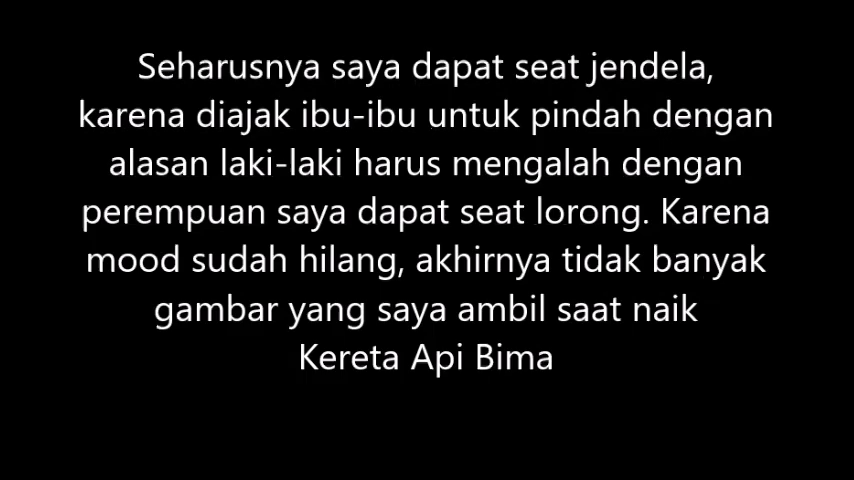 Seharusnya saya dapat seat jendela,
karena diajak ibu-ibu untuk pindah dengan
alasan laki-laki harus mengalah dengan
perempuan saya dapat seat lorong. Karena
mood sudah hilang, akhirnya tidak banyak
gambar yang saya ambil saat naik
Kereta Api Bima